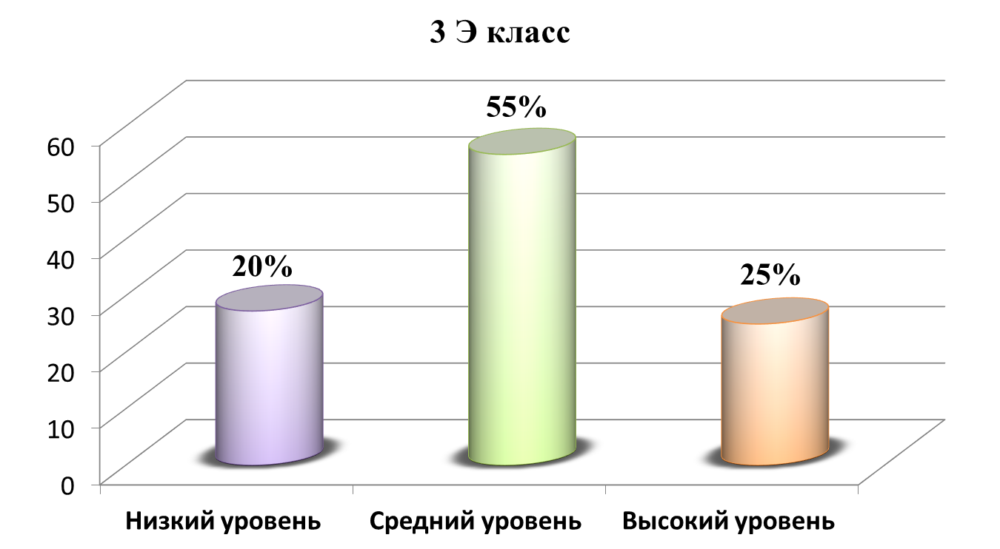 3 Э класс
55%
20%
25%
60
50
40
30
20
10
0
Низкий уровень
Средний уровень
Высокий уровень